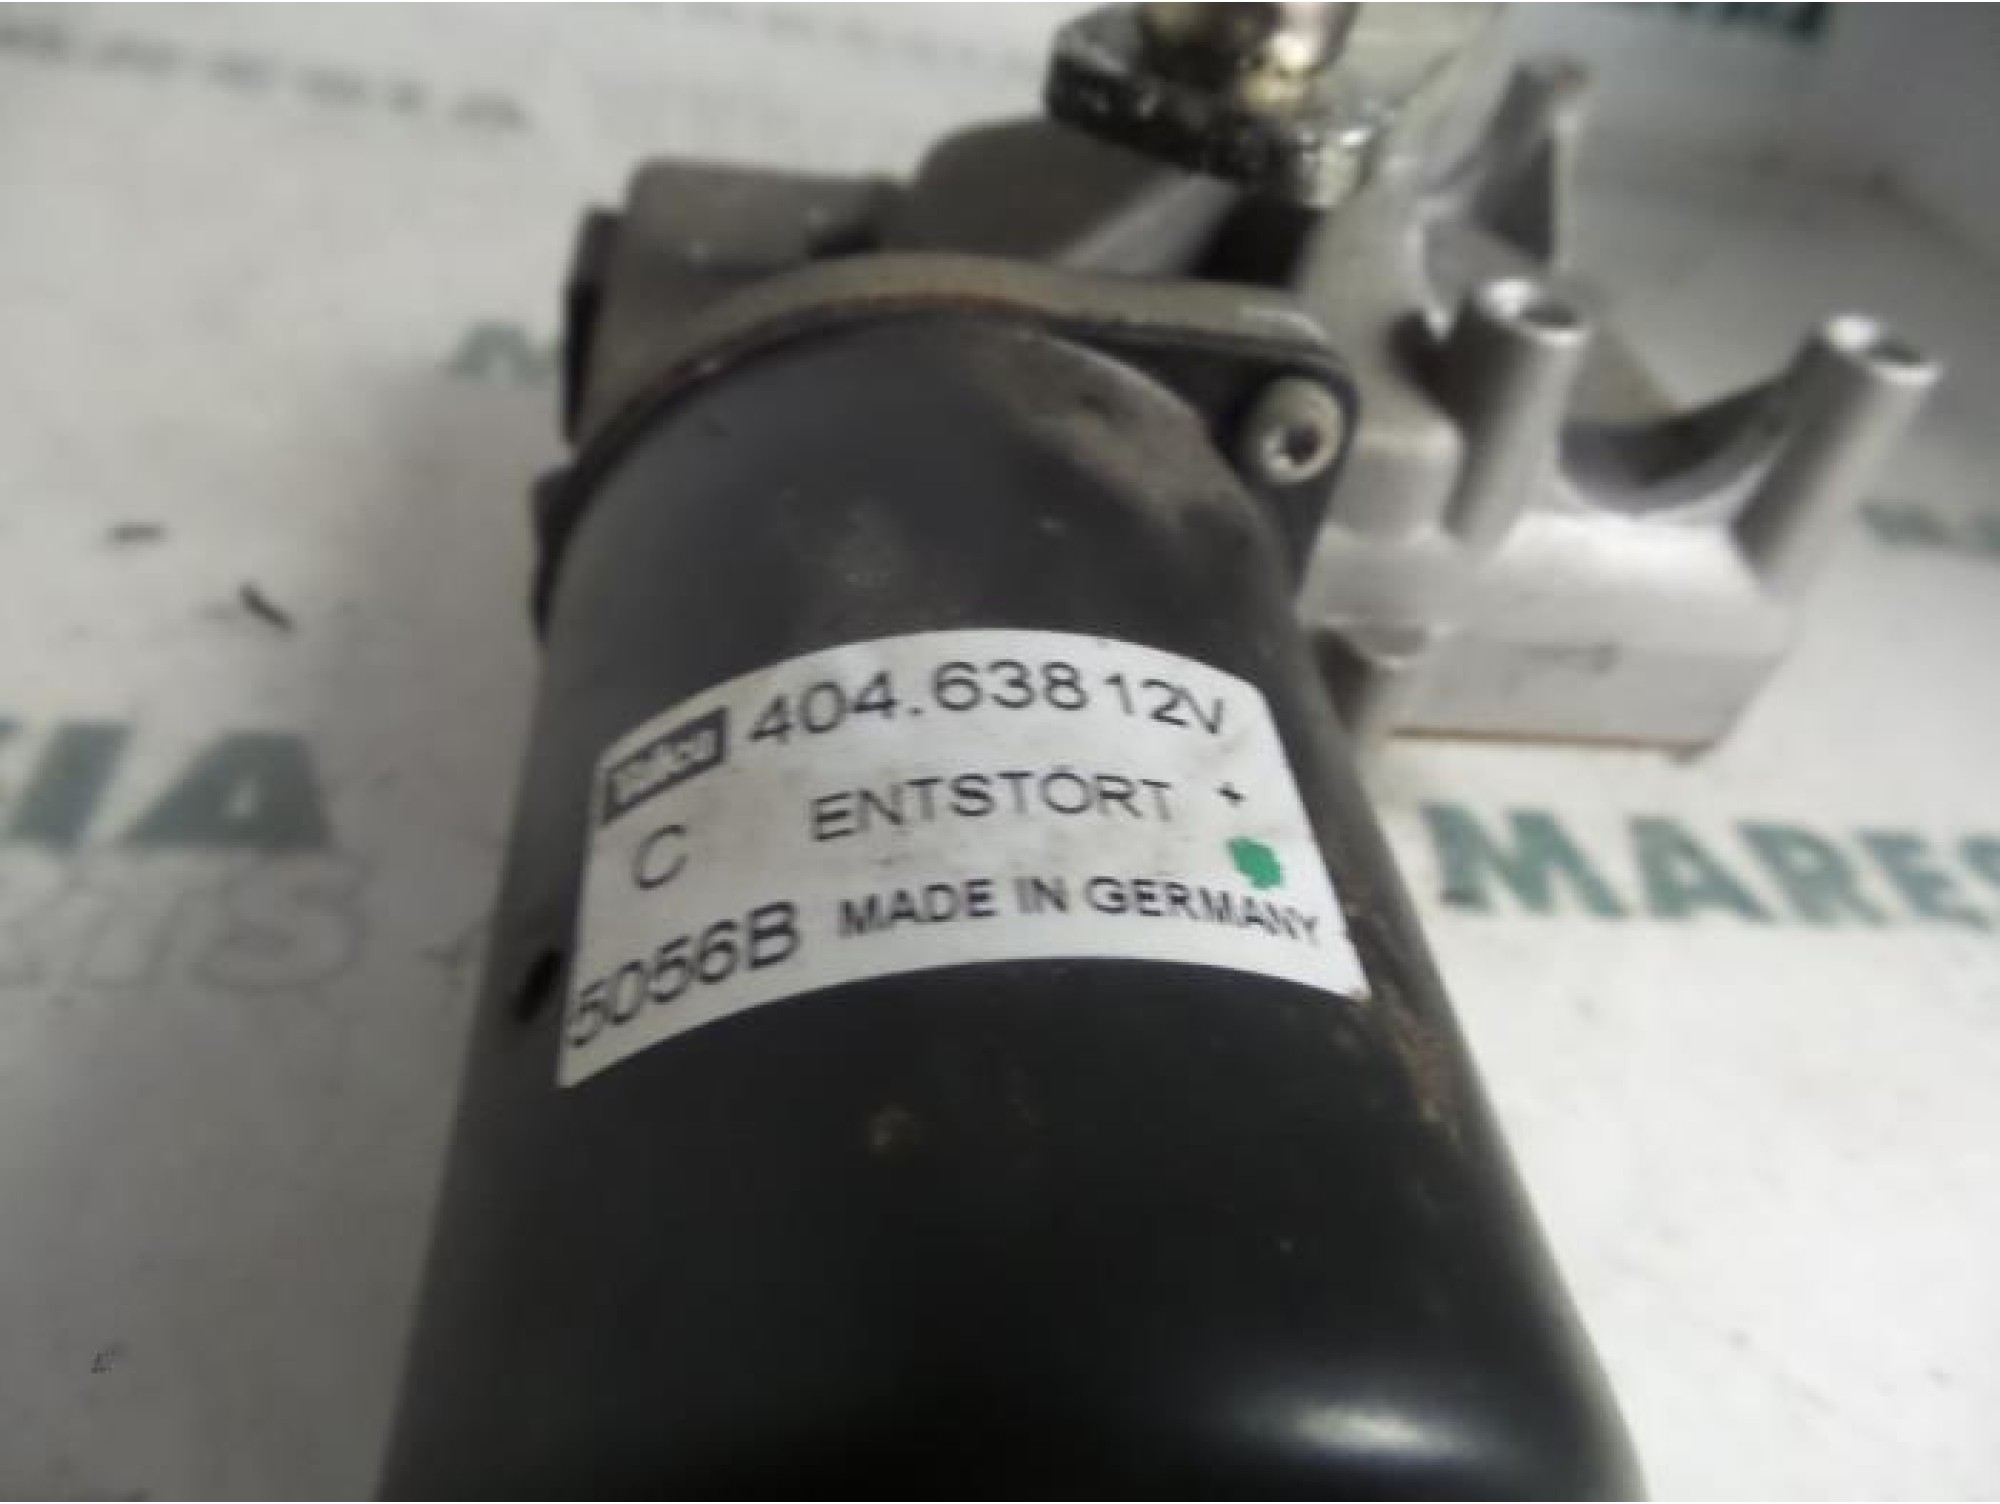 404.638 12V
C ENTSTÖRT +
5056B MADE IN GERMANY